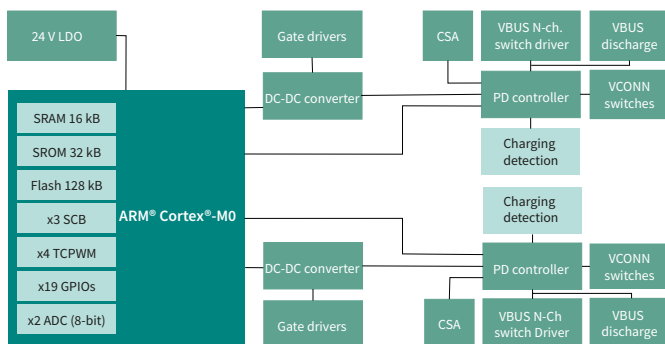 24 V LDO
Gate drivers
CSA
VBUS N-ch.
switch driver
VBUS
discharge
DC-DC converter
PD controller
VCONN
switches
Charging
detection
SRAM 16 kB
SROM 32 kB
Flash 128 kB
x3 SCB
x4 TCPWM
x19 GPIOs
x2 ADC (8-bit)
ARM® Cortex®-M0
Charging
detection
DC-DC converter
PD controller
VCONN
switches
Gate drivers
CSA
VBUS N-Ch
switch Driver
VBUS
discharge